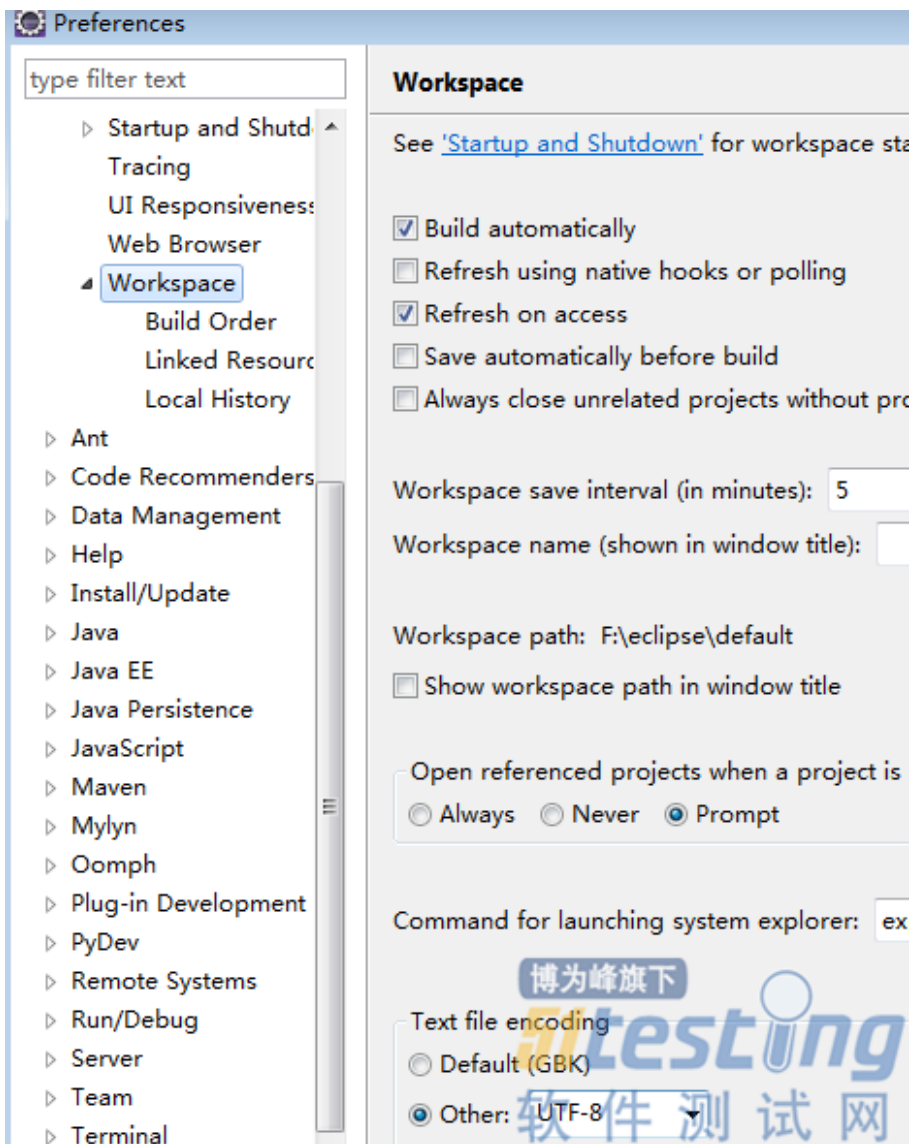 Preferences
type filter text
Startup and Shutd
Tracing
UI Responsiveness
Web Browser
Workspace
Build Order
Linked Resourc
Local History
Ant
Code Recommenders
Data Management
Help
Install/Update
Java
Java EE
Java Persistence
JavaScript
Maven
Mylyn
Oomph
Plug-in Development
PyDev
Remote Systems
Run/Debug
Server
Team
Terminal
Workspace
See 'Startup and Shutdown' for workspace sta
Build automatically
Refresh using native hooks or polling
Refresh on access
Save automatically before build
Always close unrelated projects without pro
Workspace save interval (in minutes): 5
Workspace name (shown in window title):
Workspace path: F:\eclipse\default
Show workspace path in window title
Open referenced projects when a project is
Always Never Prompt
Command for launching system explorer: ex
博为峰旗下
51testing
软件测试网
Text file encoding
Default (GBK)
Other: UTF-8